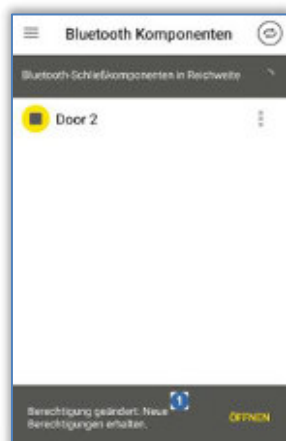 Bluetooth Komponenten
Bluetooth-Schließkomponenten in Reichweite
Door 2
1
Berechtigung geändert. Neue
Berechtigungen erhalten.
ÖFFNEN